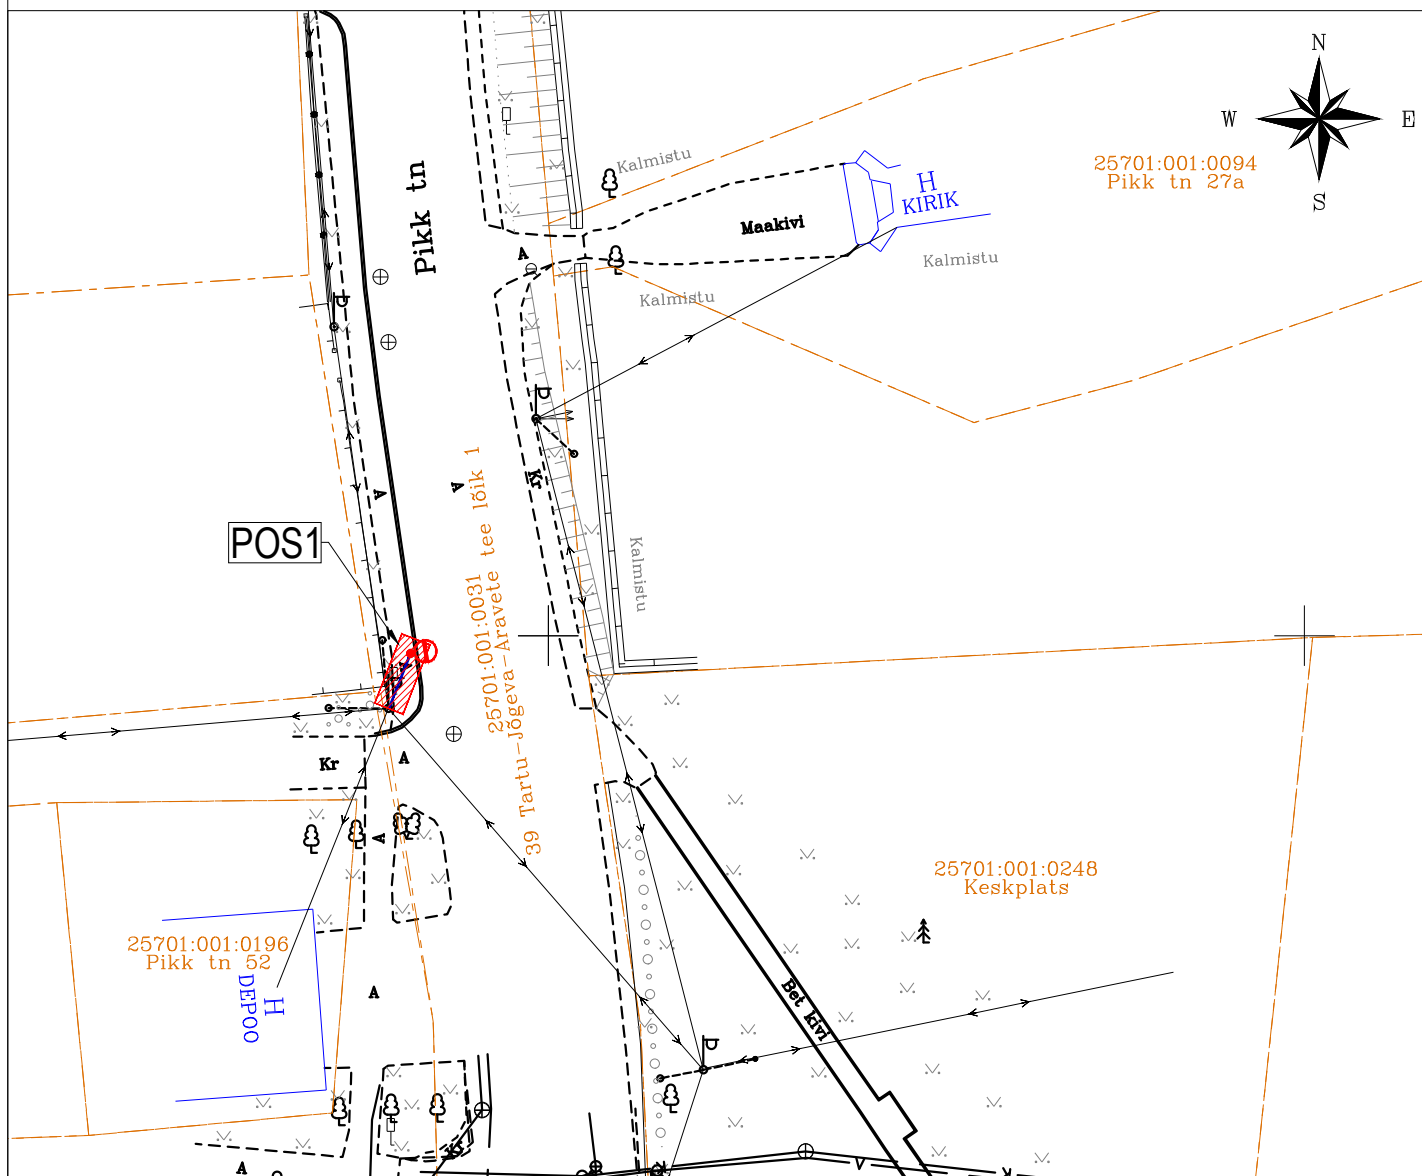 N
W
E
S
Pikk tn
Kalmistu
25701:001:0094
Pikk tn 27a
H
KIRIK
Maakivi
A
Kalmistu
Kalmistu
Kr
A
A
POS1
Kalmistu
25701:001:0031
39 Tartu-Jõgeva-Aravete tee lõik 1
A
Kr
A
25701:001:0248
Keskplats
25701:001:0196
Pikk tn 52
H
DEPOO
A
Bet kivi
Kr
A
V
K
K